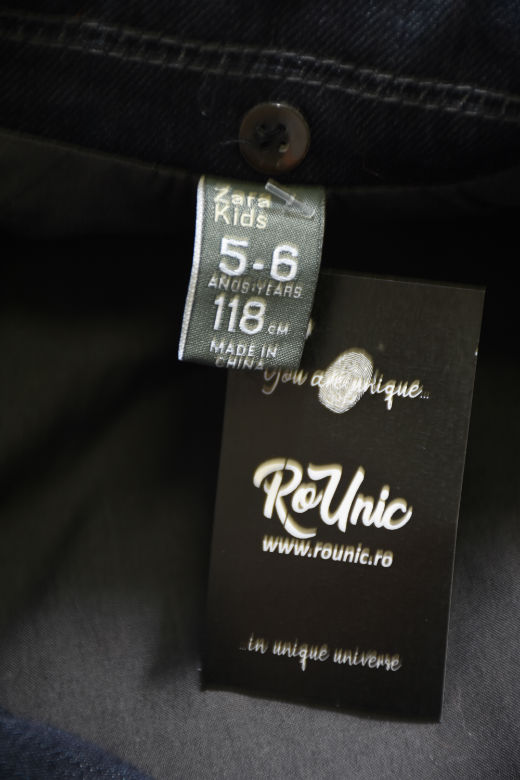 Zara
Kids
5-6
AÑOS·YEARS
118 cM
MADE IN
CHINA
You are unique...
RoUnic
www.rounic.ro
...in unique universe